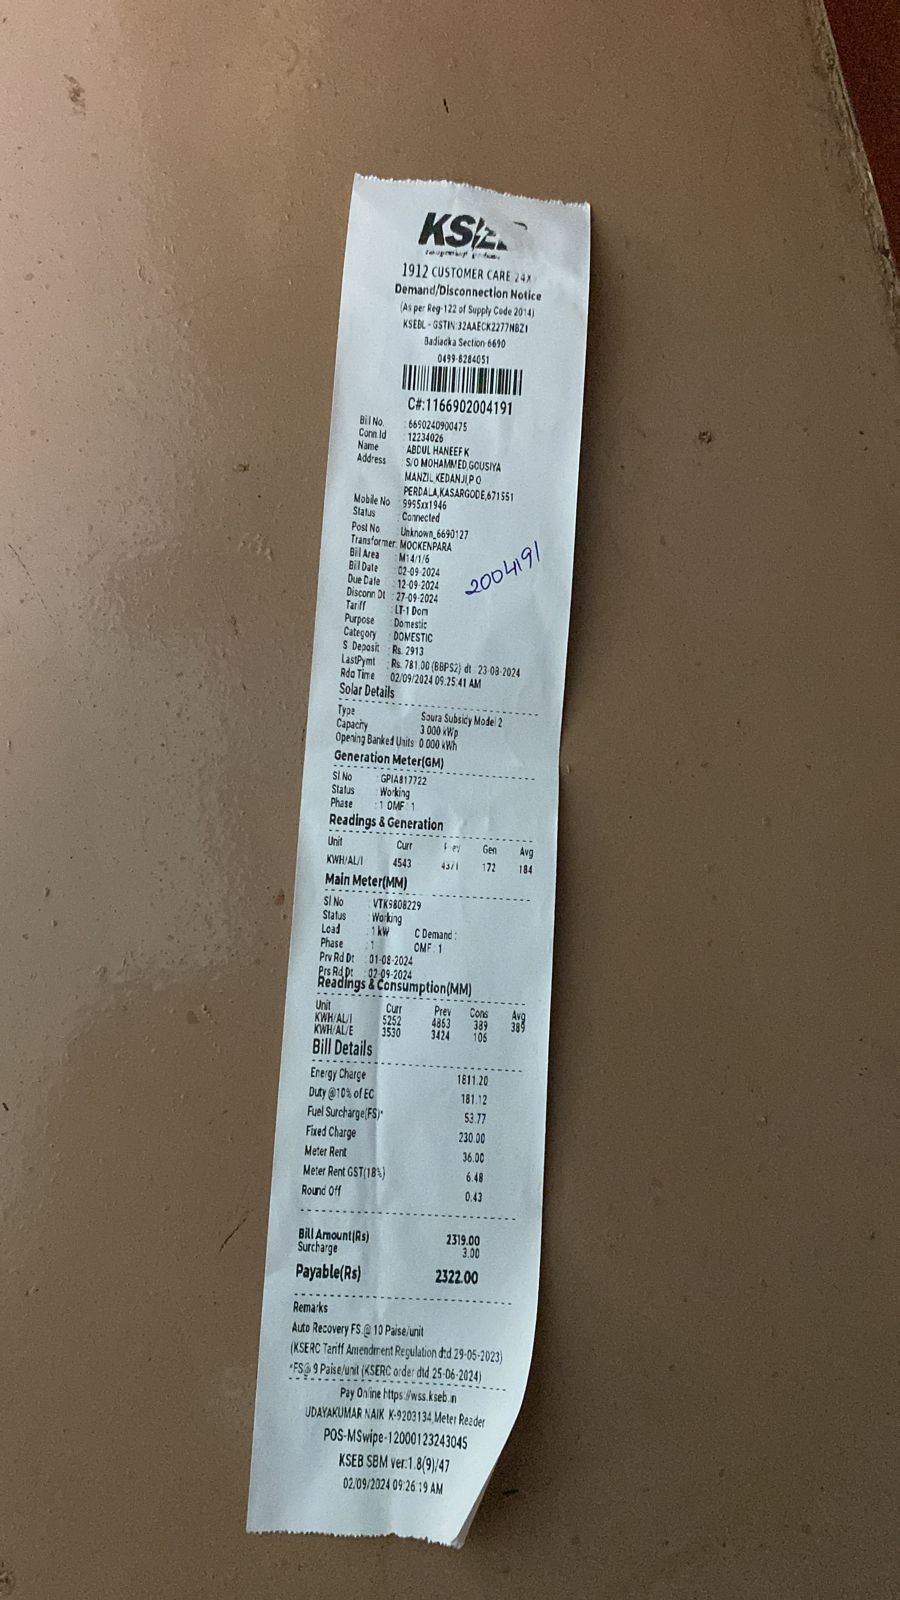 KSEB
1912 CUSTOMER CARE 24X
Demand/Disconnection Notice
(As per Reg-122 of Supply Code 2014)
KSEBL - GSTIN:32AAECK2277NBZ1
Badiadka Section-6690
0499-8284051
C#:1166902004191
Bill No. : 6690240900475
Conn.Id : 12234026
Name : ABDUL HANEEF K
Address : S/O MOHAMMED,GOUSIYA
MANZIL,KEDANJI,P O
PERDALA,KASARGODE,671551
Mobile No : 9995xx1946
Status : Connected
Post No. : Unknown_6690127
Transformer: MOCKENPARA
Bill Area : M14/1/6
Bill Date : 02-09-2024
Due Date : 12-09-2024
Disconn Dt : 27-09-2024
2004191
Tariff : LT-1 Dom
Purpose : Domestic
Category : DOMESTIC
S Deposit : Rs. 2913
LastPymt : Rs. 781.00 (BBPS2) dt : 23-08-2024
Rdg Time : 02/09/2024 09:25:41 AM
Solar Details
Type Soura Subsidy Model 2
Capacity 3.000 kWp
Opening Banked Units: 0.000 kWh
Generation Meter(GM)
Sl No : GPIA817722
Status : Working
Phase : 1 OMF : 1
Readings & Generation
Unit Curr Prev Gen Avg
KWH/AL/I 4543 4371 172 184
Main Meter(MM)
Sl No : VTK9808229
Status : Working
Load : 1 kW C Demand :
Phase : 1 OMF : 1
Prv Rd Dt : 01-08-2024
Prs Rd Dt : 02-09-2024
Readings & Consumption(MM)
Unit Curr Prev Cons Avg
KWH/AL/I 5252 4863 389 389
KWH/AL/E 3530 3424 106
Bill Details
Energy Charge 1811.20
Duty @10% of EC 181.12
Fuel Surcharge(FS)* 53.77
Fixed Charge 230.00
Meter Rent 36.00
Meter Rent GST(18%) 6.48
Round Off 0.43
Bill Amount(Rs) 2319.00
Surcharge 3.00
Payable(Rs) 2322.00
Remarks
Auto Recovery FS.@ 10 Paise/unit
(KSERC Tariff Amendment Regulation dtd 29-05-2023)
*FS@ 9 Paise/unit (KSERC order dtd 25-06-2024)
Pay Online https://wss.kseb.in
UDAYAKUMAR NAIK K-9203134,Meter Reader
POS-MSwipe-12000123243045
KSEB SBM ver:1.8(9)/47
02/09/2024 09:26:19 AM